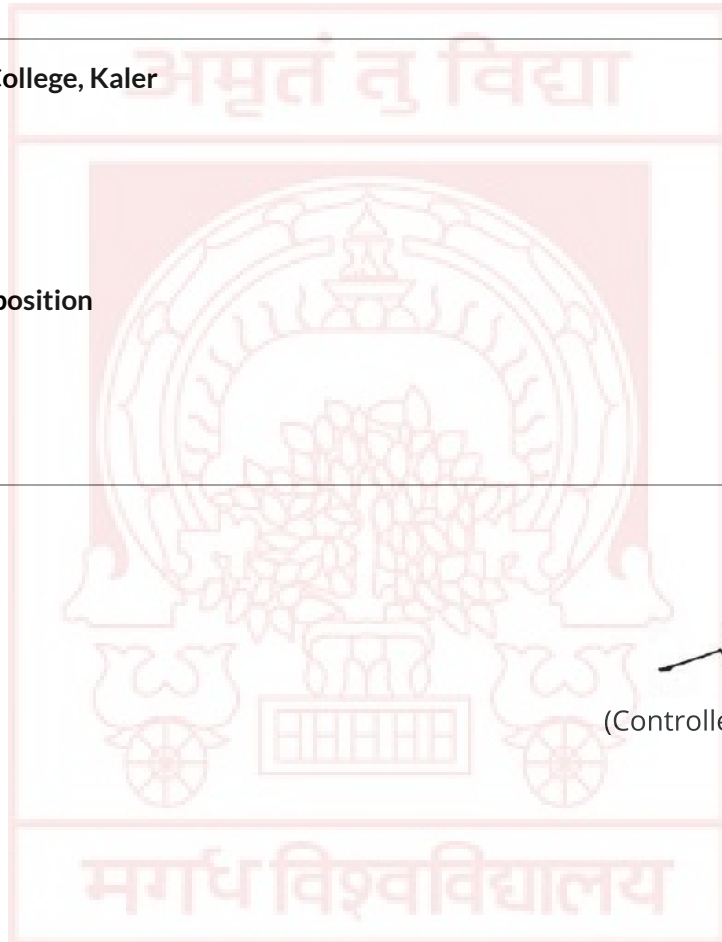 अमृतं तु विद्या
College, Kaler
position
(Controlle
मगध विश्वविद्यालय